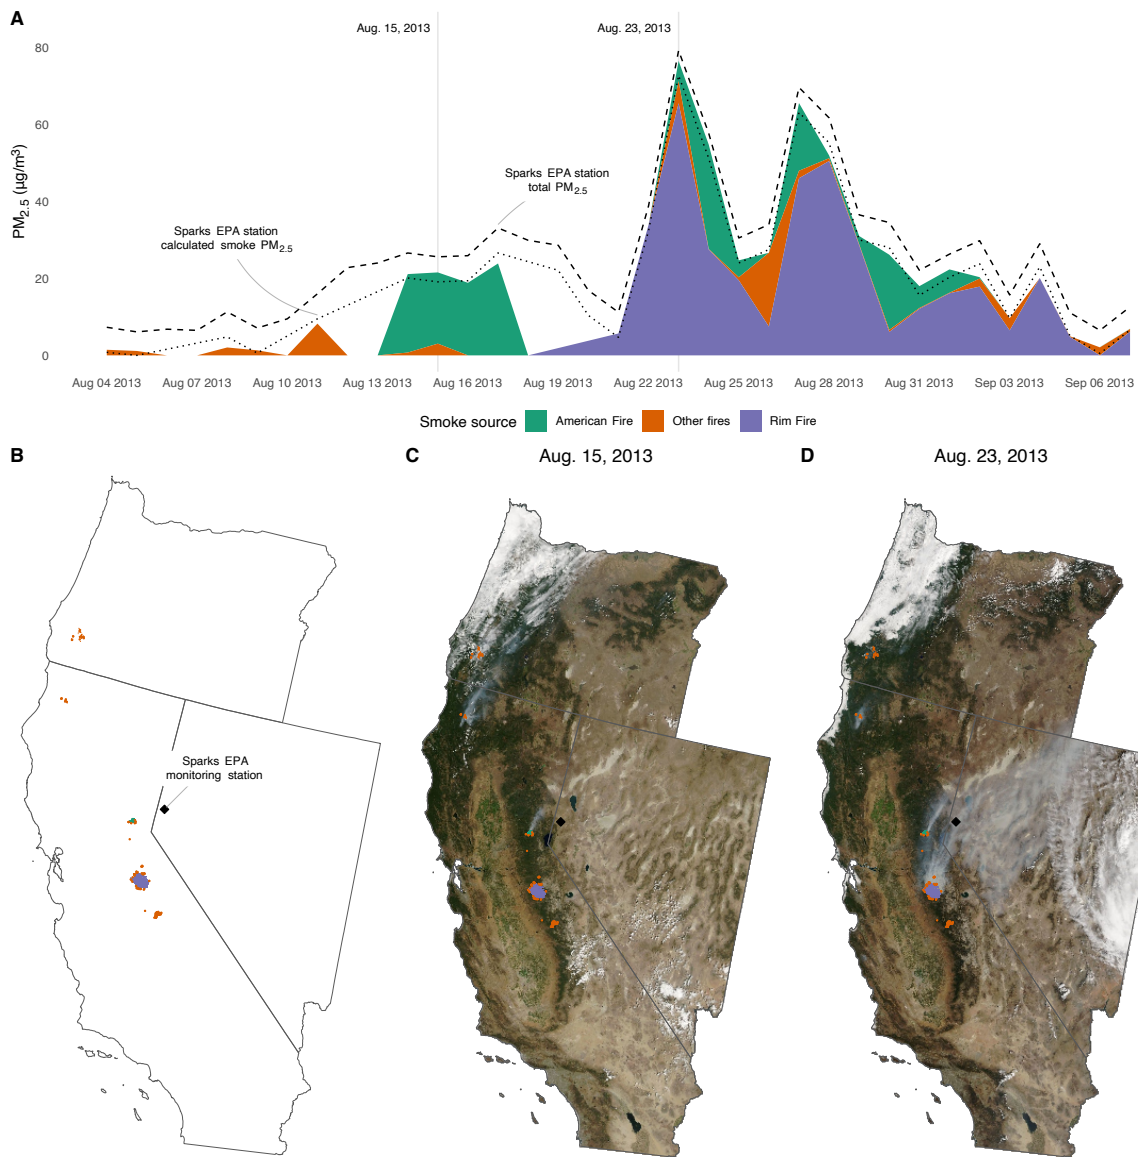 A
Aug. 15, 2013
Aug. 23, 2013
80
60
40
20
0
PM2.5 (µg/m³)
Sparks EPA station
total PM2.5
Sparks EPA station
calculated smoke PM2.5
Aug 04 2013 Aug 07 2013 Aug 10 2013 Aug 13 2013 Aug 16 2013 Aug 19 2013 Aug 22 2013 Aug 25 2013 Aug 28 2013 Aug 31 2013 Sep 03 2013 Sep 06 2013
Smoke source American Fire Other fires Rim Fire
B
C
Aug. 15, 2013
D
Aug. 23, 2013
Sparks EPA
monitoring station